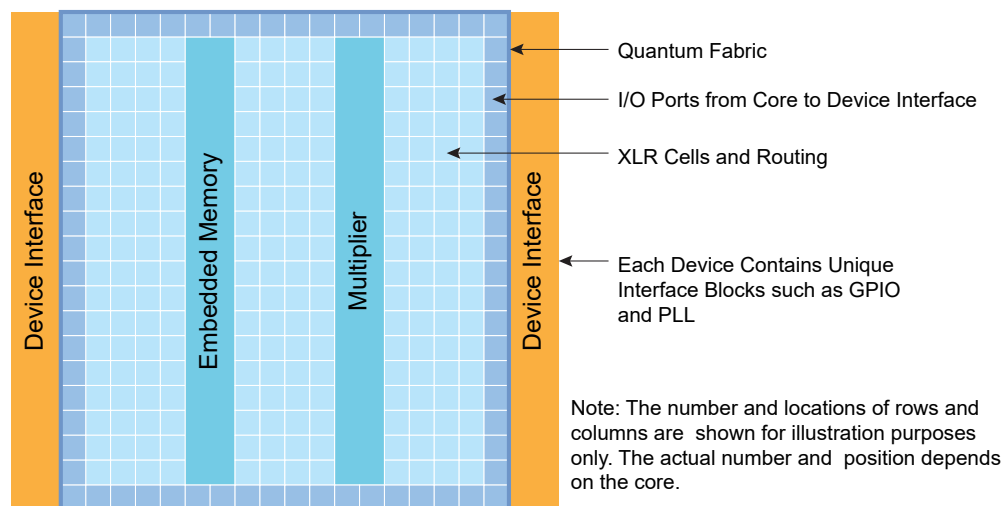 Device Interface
Embedded Memory
Multiplier
Device Interface
Quantum Fabric
I/O Ports from Core to Device Interface
XLR Cells and Routing
Each Device Contains Unique
Interface Blocks such as GPIO
and PLL
Note: The number and locations of rows and
columns are  shown for illustration purposes
only. The actual number and  position depends
on the core.